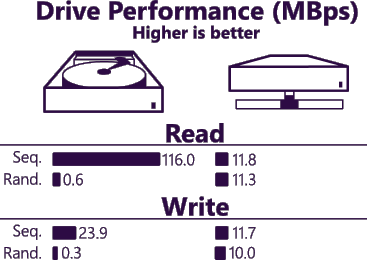 Drive Performance (MBps)
Higher is better
Read
Seq. 116.0 11.8
Rand. 0.6 11.3
Write
Seq. 23.9 11.7
Rand. 0.3 10.0